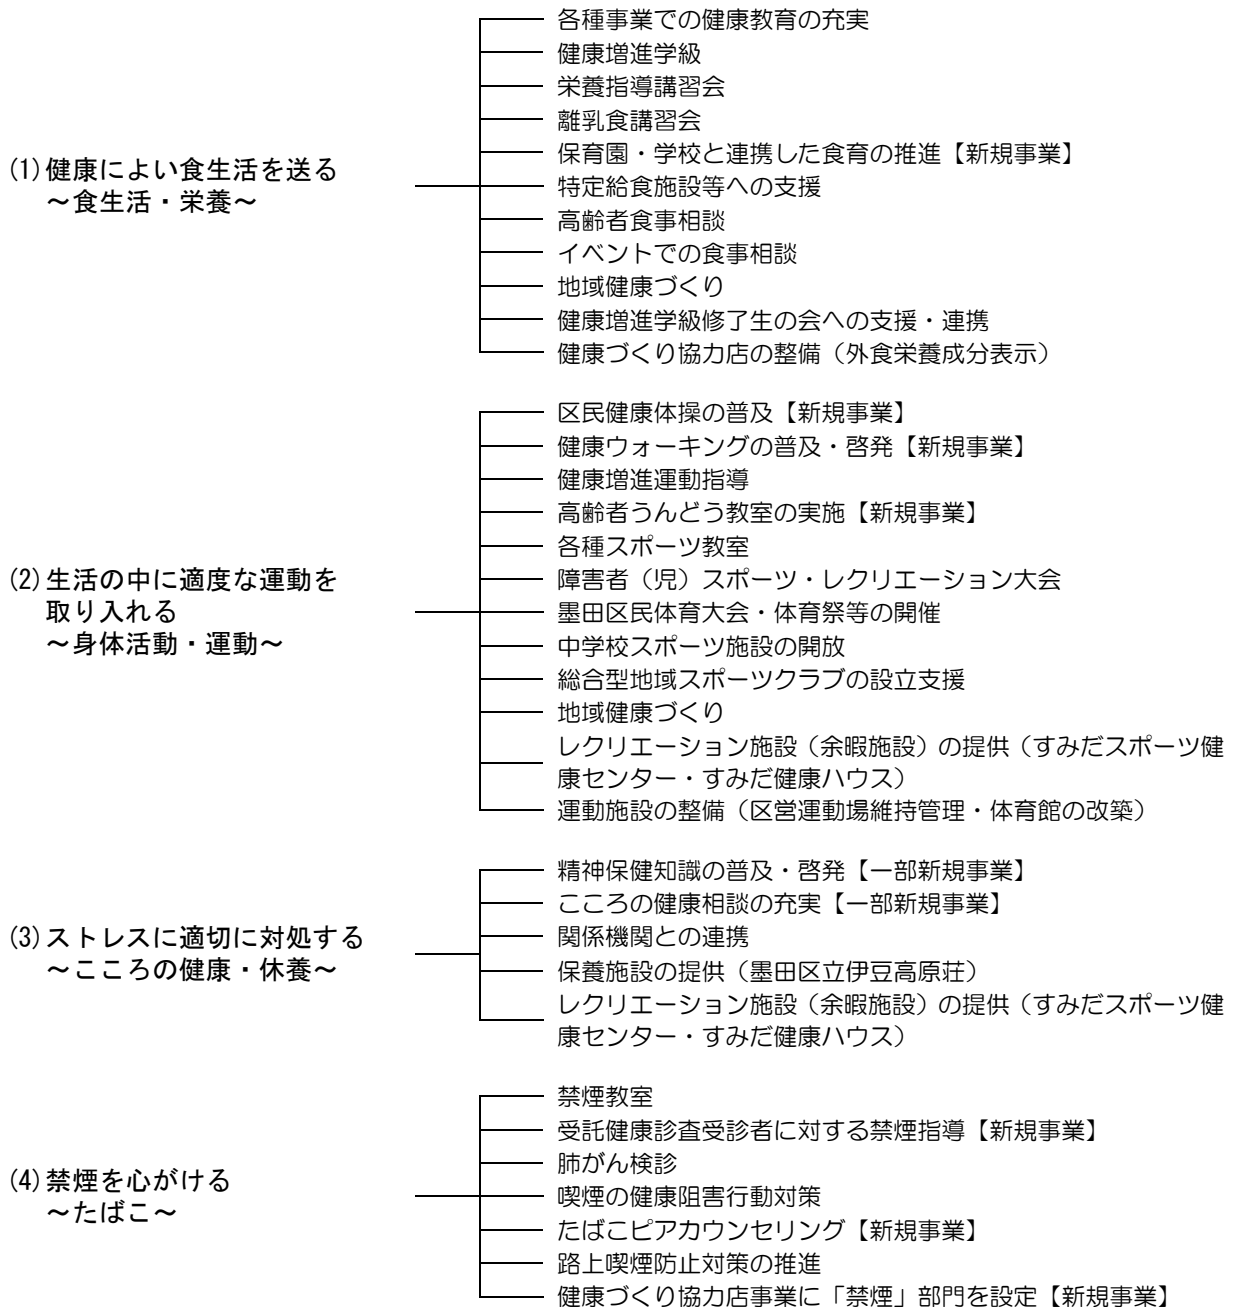 (1)健康によい食生活を送る
～食生活・栄養～
各種事業での健康教育の充実
健康増進学級
栄養指導講習会
離乳食講習会
保育園・学校と連携した食育の推進【新規事業】
特定給食施設等への支援
高齢者食事相談
イベントでの食事相談
地域健康づくり
健康増進学級修了生の会への支援・連携
健康づくり協力店の整備（外食栄養成分表示）
(2)生活の中に適度な運動を
取り入れる
～身体活動・運動～
区民健康体操の普及【新規事業】
健康ウォーキングの普及・啓発【新規事業】
健康増進運動指導
高齢者うんどう教室の実施【新規事業】
各種スポーツ教室
障害者（児）スポーツ・レクリエーション大会
墨田区民体育大会・体育祭等の開催
中学校スポーツ施設の開放
総合型地域スポーツクラブの設立支援
地域健康づくり
レクリエーション施設（余暇施設）の提供（すみだスポーツ健
康センター・すみだ健康ハウス）
運動施設の整備（区営運動場維持管理・体育館の改築）
(3)ストレスに適切に対処する
～こころの健康・休養～
精神保健知識の普及・啓発【一部新規事業】
こころの健康相談の充実【一部新規事業】
関係機関との連携
保養施設の提供（墨田区立伊豆高原荘）
レクリエーション施設（余暇施設）の提供（すみだスポーツ健
康センター・すみだ健康ハウス）
(4)禁煙を心がける
～たばこ～
禁煙教室
受託健康診査受診者に対する禁煙指導【新規事業】
肺がん検診
喫煙の健康阻害行動対策
たばこピアカウンセリング【新規事業】
路上喫煙防止対策の推進
健康づくり協力店事業に「禁煙」部門を設定【新規事業】